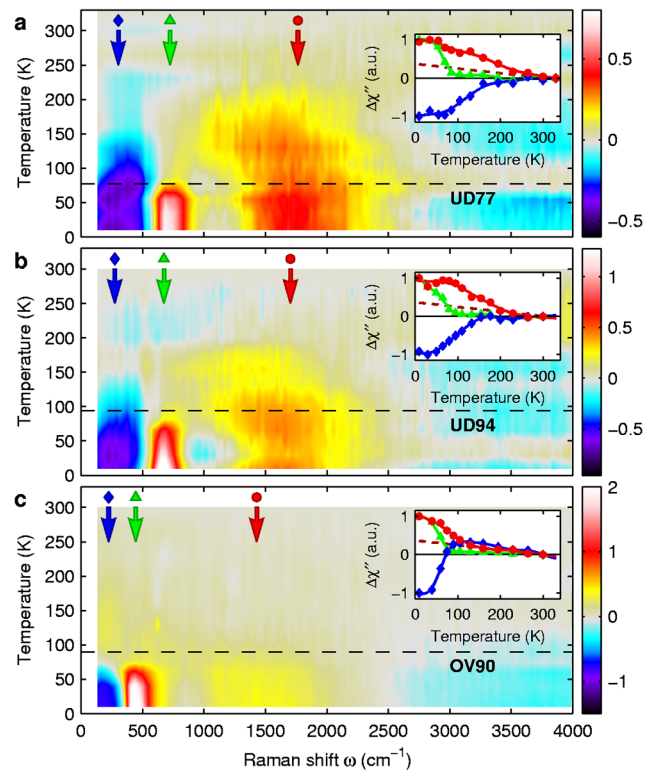 a
Temperature (K)
300
250
200
150
100
50
0
Δχ″ (a.u.)
1
0
−1
0 100 200 300
Temperature (K)
UD77
0.5
0
−0.5
b
Temperature (K)
300
250
200
150
100
50
0
Δχ″ (a.u.)
1
0
−1
0 100 200 300
Temperature (K)
UD94
1
0.5
0
−0.5
c
Temperature (K)
300
250
200
150
100
50
0
Δχ″ (a.u.)
1
0
−1
0 100 200 300
Temperature (K)
OV90
2
1
0
−1
0 500 1000 1500 2000 2500 3000 3500 4000
Raman shift ω (cm⁻¹)